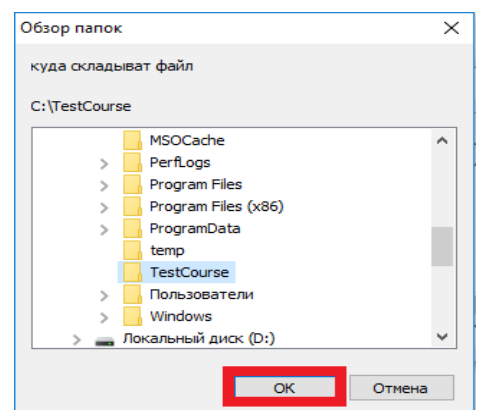 Обзор папок
куда складыват файл
C:\TestCourse
MSOCache
PerfLogs
Program Files
Program Files (x86)
ProgramData
temp
TestCourse
Пользователи
Windows
Локальный диск (D:)
ОК Отмена